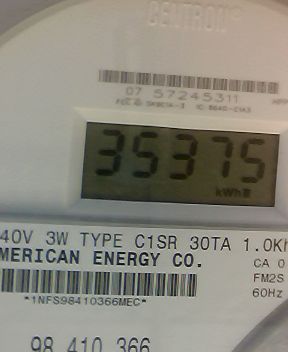 CENTRON®
07 57245311
35375
kWh
40V 3W TYPE C1SR 30TA 1.0Kh
MERICAN ENERGY CO.
CA 0
FM2S
60Hz
*1NFS98410366MEC*
98 410 366